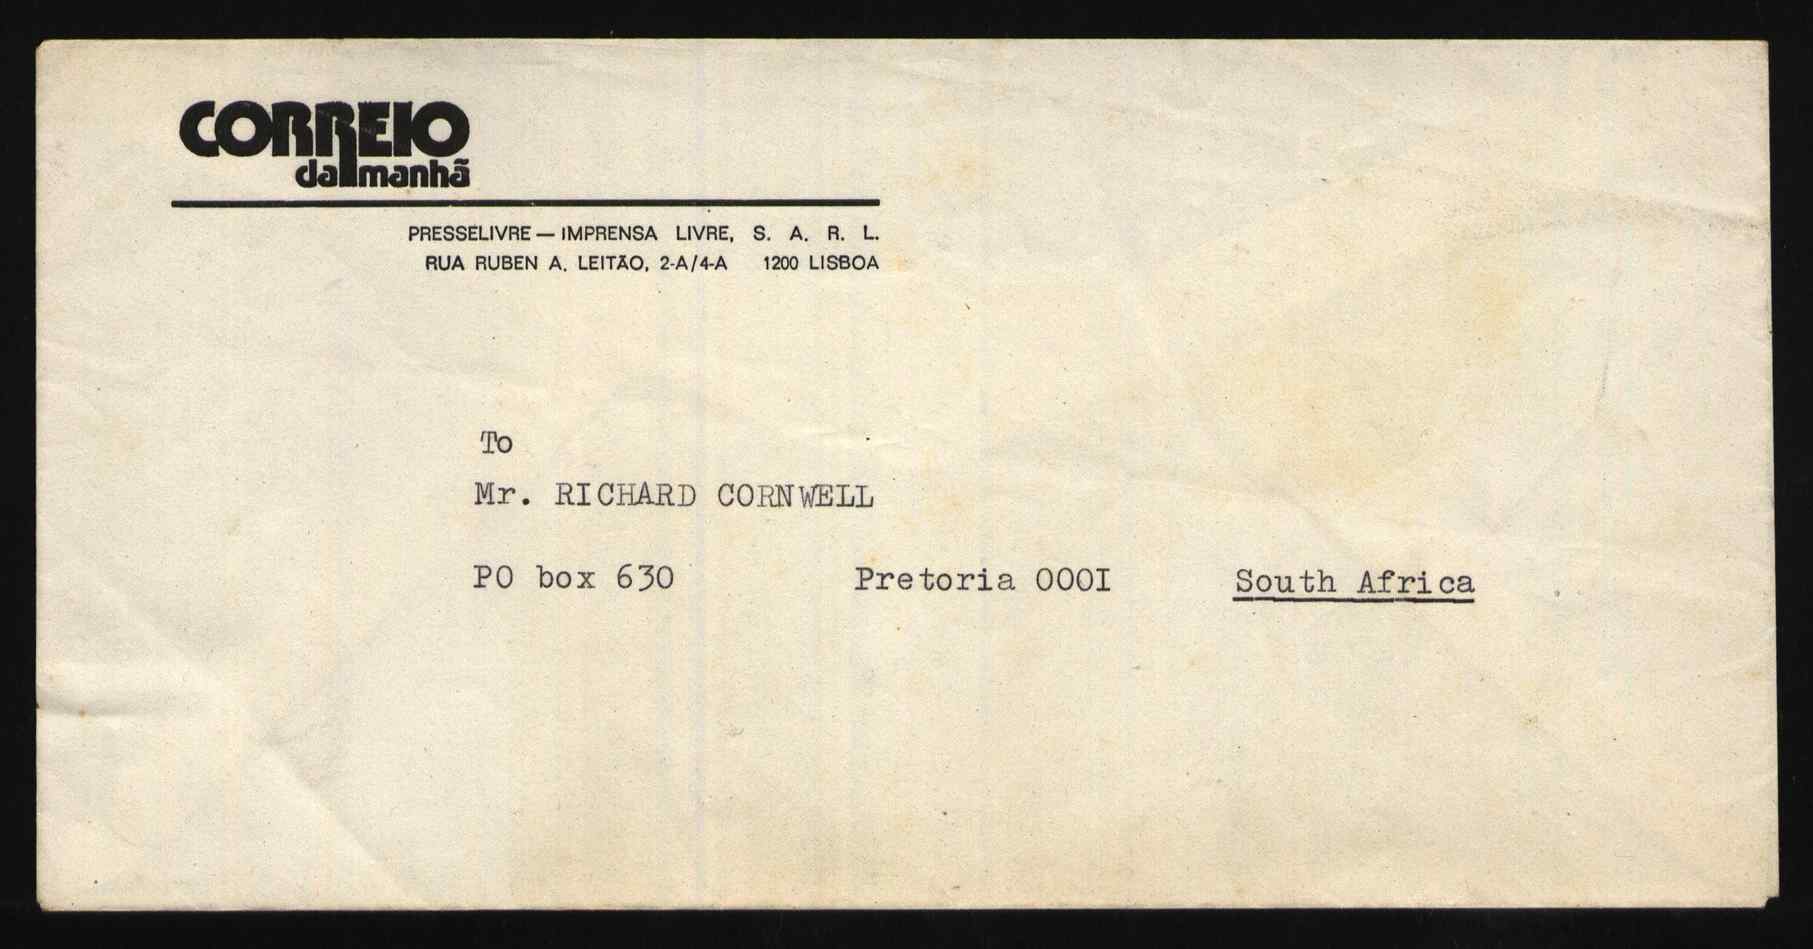 CORREIO
da manhã
PRESSELIVRE — IMPRENSA LIVRE, S. A. R. L.
RUA RUBEN A. LEITÃO, 2-A/4-A 1200 LISBOA
To
Mr. RICHARD CORNWELL
PO box 630 Pretoria 000I South Africa